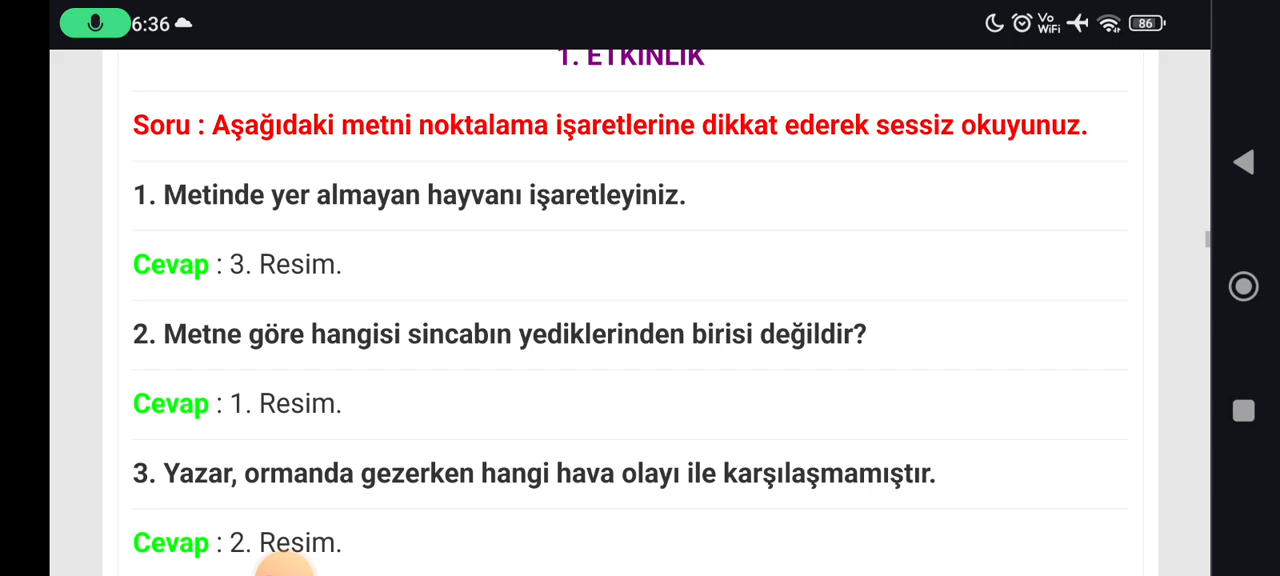 6:36
Vo
WiFi
86
1. ETKİNLİK
Soru : Aşağıdaki metni noktalama işaretlerine dikkat ederek sessiz okuyunuz.
1. Metinde yer almayan hayvanı işaretleyiniz.
Cevap : 3. Resim.
2. Metne göre hangisi sincabın yediklerinden birisi değildir?
Cevap : 1. Resim.
3. Yazar, ormanda gezerken hangi hava olayı ile karşılaşmamıştır.
Cevap : 2. Resim.